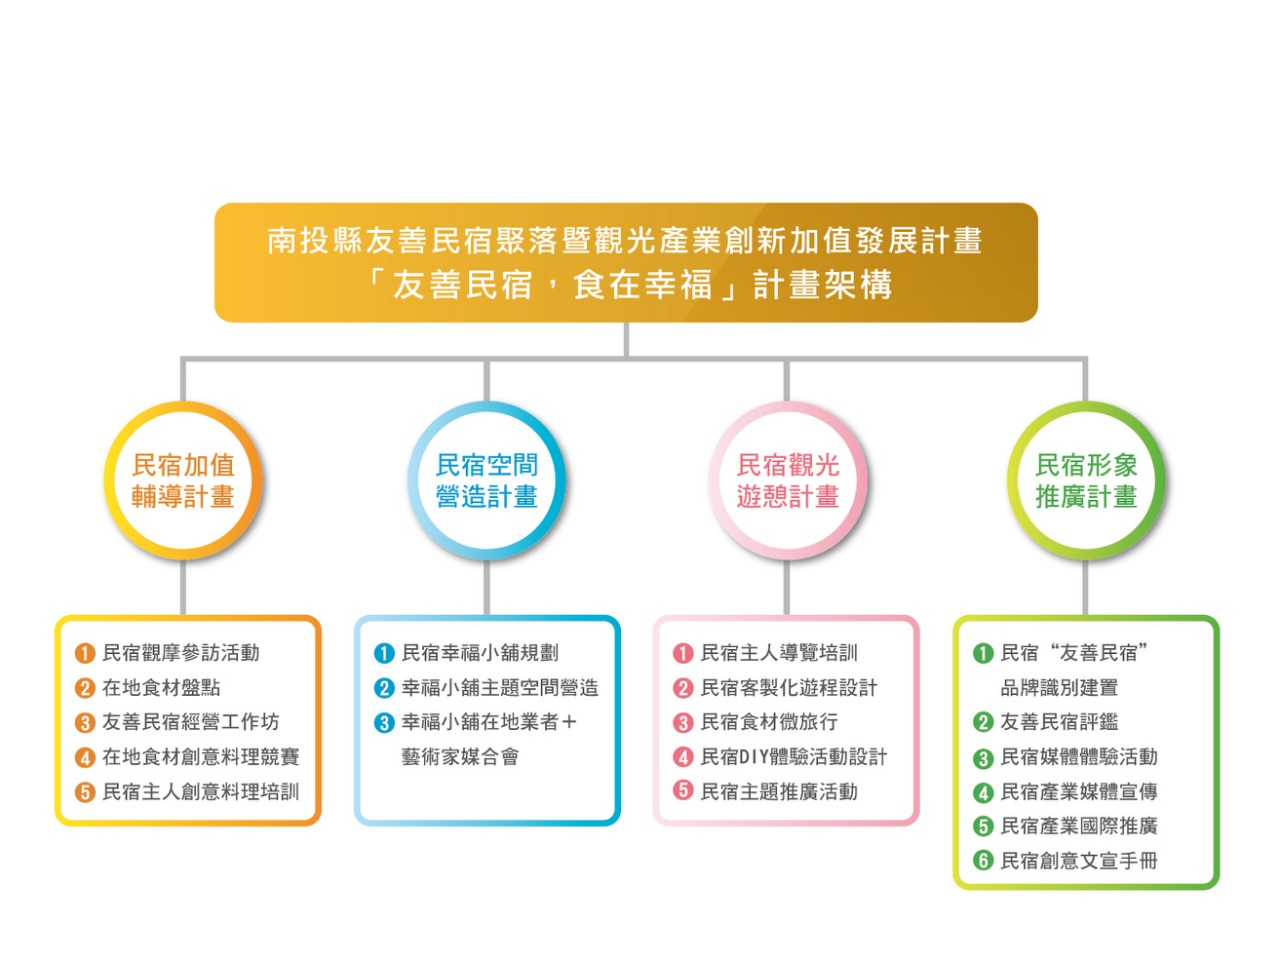 南投縣友善民宿聚落暨觀光產業創新加值發展計畫
「友善民宿，食在幸福」計畫架構
民宿加值
輔導計畫
1 民宿觀摩參訪活動
2 在地食材盤點
3 友善民宿經營工作坊
4 在地食材創意料理競賽
5 民宿主人創意料理培訓
民宿空間
營造計畫
1 民宿幸福小舖規劃
2 幸福小舖主題空間營造
3 幸福小舖在地業者＋
藝術家媒合會
民宿觀光
遊憩計畫
1 民宿主人導覽培訓
2 民宿客製化遊程設計
3 民宿食材微旅行
4 民宿DIY體驗活動設計
5 民宿主題推廣活動
民宿形象
推廣計畫
1 民宿“友善民宿”
品牌識別建置
2 友善民宿評鑑
3 民宿媒體體驗活動
4 民宿產業媒體宣傳
5 民宿產業國際推廣
6 民宿創意文宣手冊